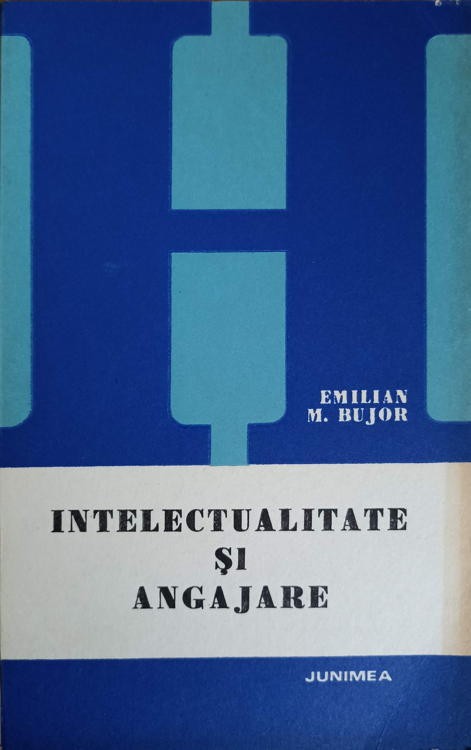 EMILIAN
M. BUJOR
INTELECTUALITATE
ŞI
ANGAJARE
JUNIMEA